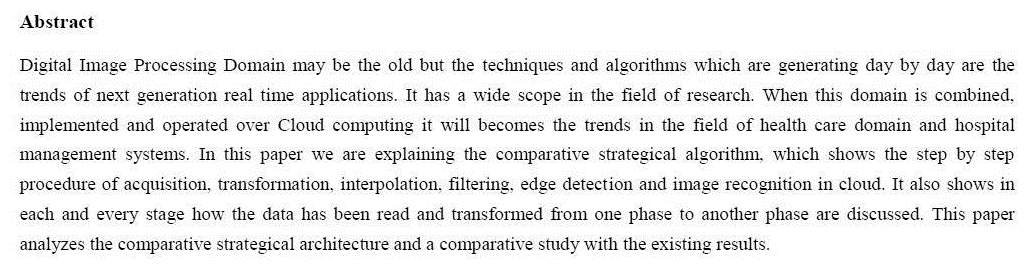 Abstract
Digital Image Processing Domain may be the old but the techniques and algorithms which are generating day by day are the
trends of next generation real time applications. It has a wide scope in the field of research. When this domain is combined,
implemented and operated over Cloud computing it will becomes the trends in the field of health care domain and hospital
management systems. In this paper we are explaining the comparative strategical algorithm, which shows the step by step
procedure of acquisition, transformation, interpolation, filtering, edge detection and image recognition in cloud. It also shows in
each and every stage how the data has been read and transformed from one phase to another phase are discussed. This paper
analyzes the comparative strategical architecture and a comparative study with the existing results.